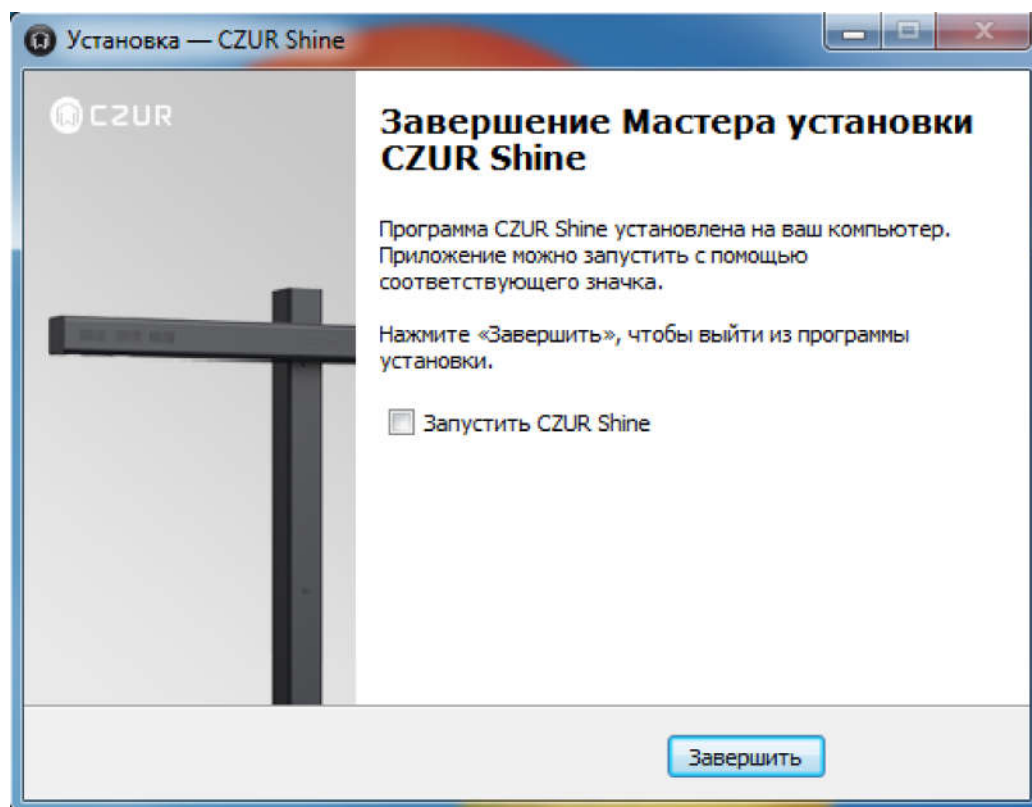 Установка — CZUR Shine
CZUR
Завершение Мастера установки
CZUR Shine
Программа CZUR Shine установлена на ваш компьютер.
Приложение можно запустить с помощью
соответствующего значка.
Нажмите «Завершить», чтобы выйти из программы
установки.
Запустить CZUR Shine
Завершить